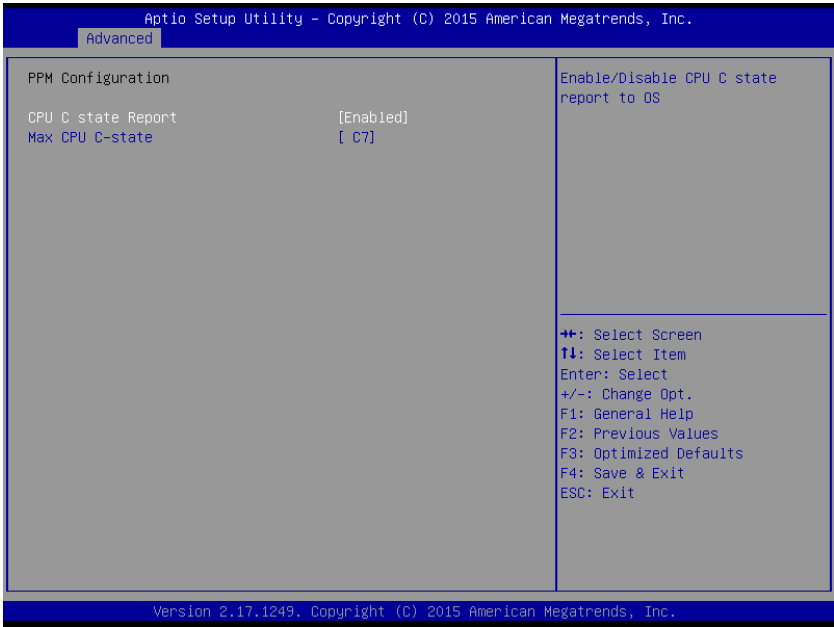 Aptio Setup Utility – Copyright (C) 2015 American Megatrends, Inc.
Advanced
PPM Configuration
CPU C state Report [Enabled]
Max CPU C-state [ C7]
Enable/Disable CPU C state
report to OS
→←: Select Screen
↑↓: Select Item
Enter: Select
+/-: Change Opt.
F1: General Help
F2: Previous Values
F3: Optimized Defaults
F4: Save & Exit
ESC: Exit
Version 2.17.1249. Copyright (C) 2015 American Megatrends, Inc.